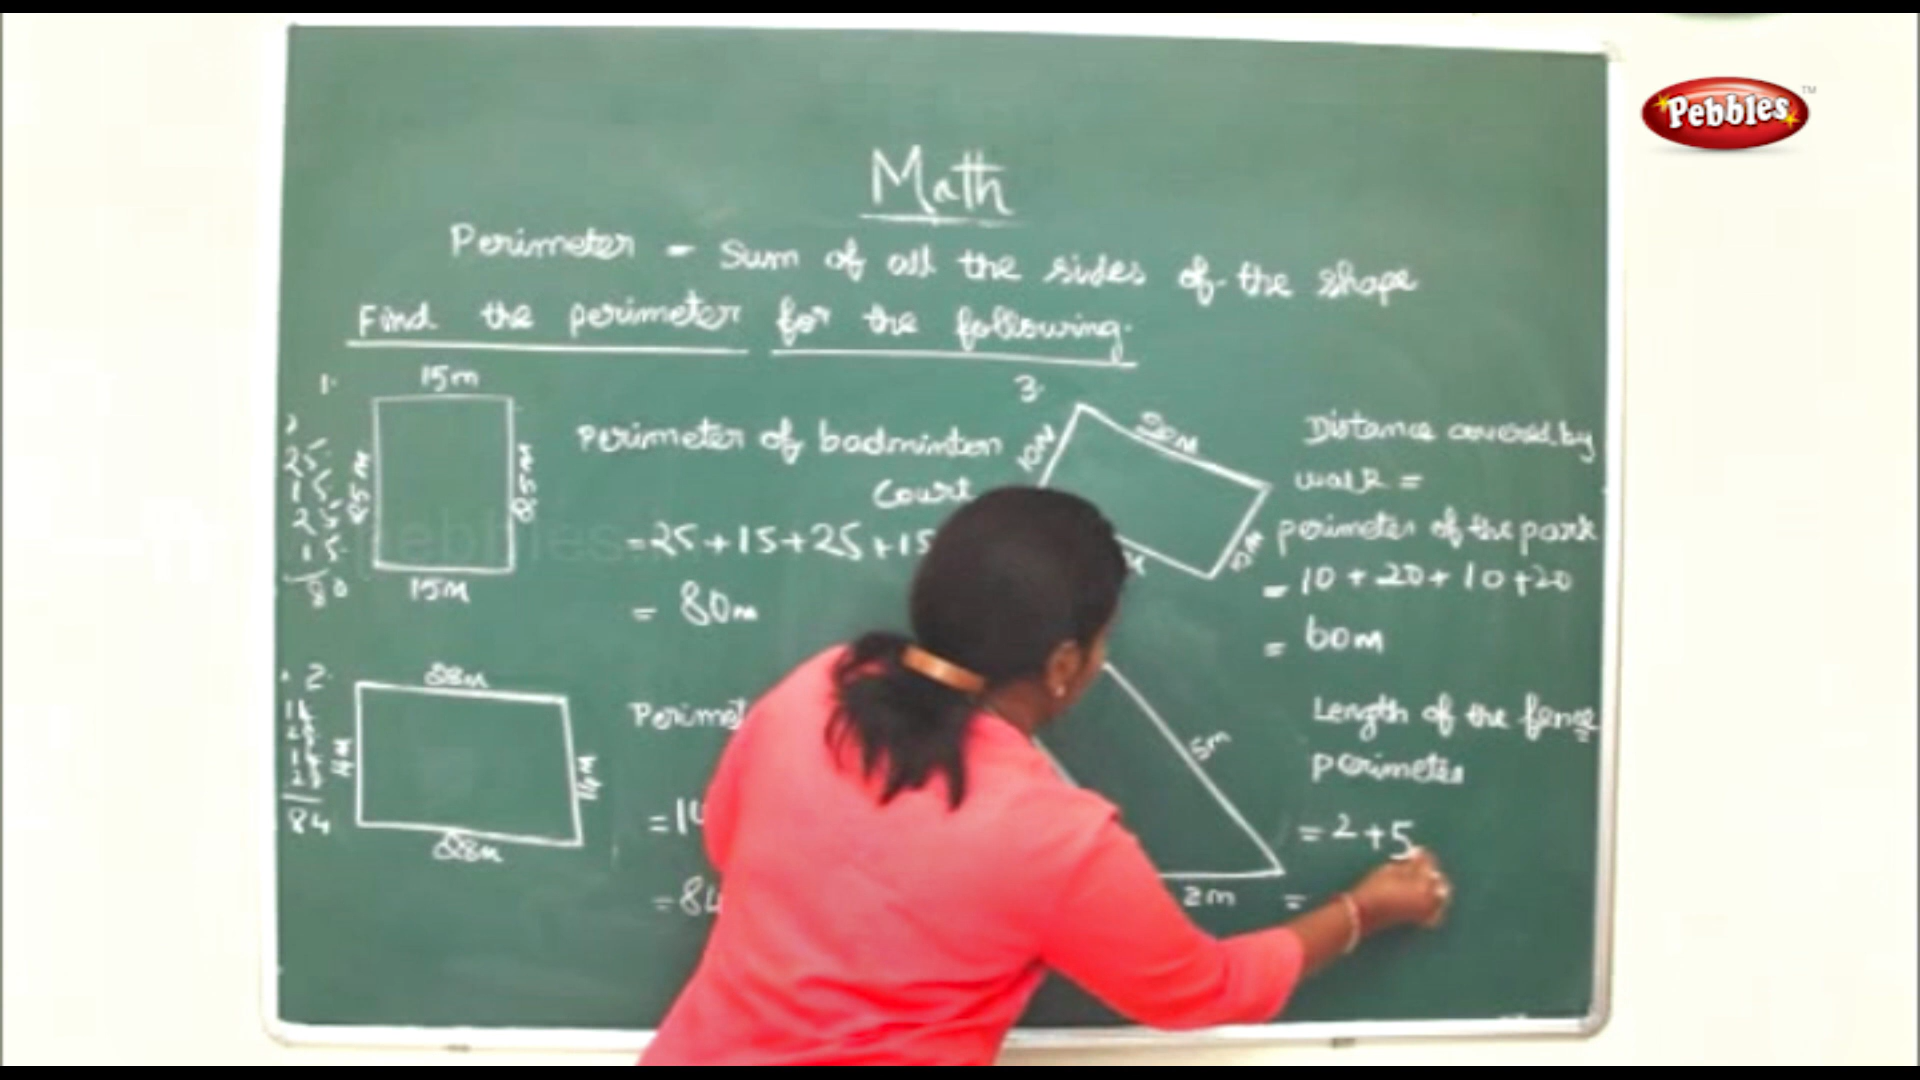 Pebbles
TM
Math
Perimeter - Sum of all the sides of the shape
Find the perimeter for the following.
1.
15m
25m
25m
15m
80
Perimeter of badminton
Court
=25+15+25+15
= 80m
2.
28m
14m
14m
28m
84
Perimet
=14
=84
3.
10m
20m
Distance covered by
walk =
perimeter of the park
= 10 + 20 + 10 +20
= 60m
5m
2m
Length of the fence
perimeter
= 2+5
=